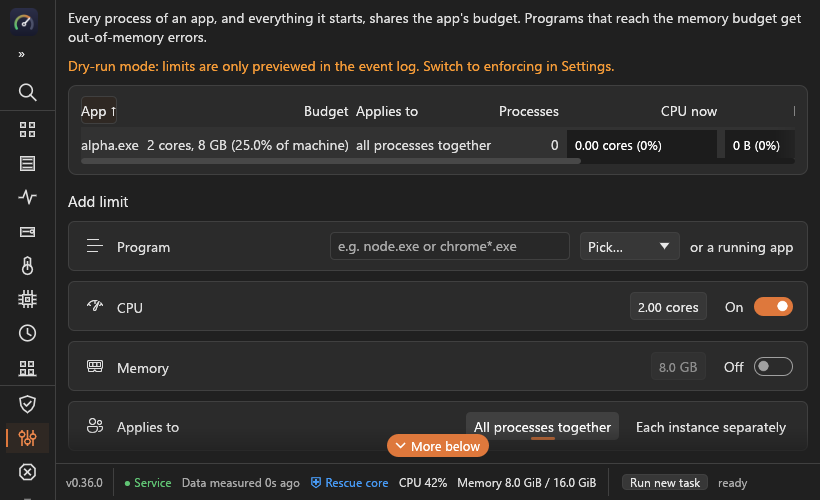 Every process of an app, and everything it starts, shares the app's budget. Programs that reach the memory budget get
out-of-memory errors.
Dry-run mode: limits are only previewed in the event log. Switch to enforcing in Settings.
App ↑ Budget Applies to Processes CPU now
alpha.exe 2 cores, 8 GB (25.0% of machine) all processes together 0 0.00 cores (0%) 0 B (0%)
Add limit
Program e.g. node.exe or chrome*.exe Pick... or a running app
CPU 2.00 cores On
Memory 8.0 GB Off
Applies to All processes together Each instance separately
More below
v0.36.0 Service Data measured 0s ago Rescue core CPU 42% Memory 8.0 GiB / 16.0 GiB Run new task ready